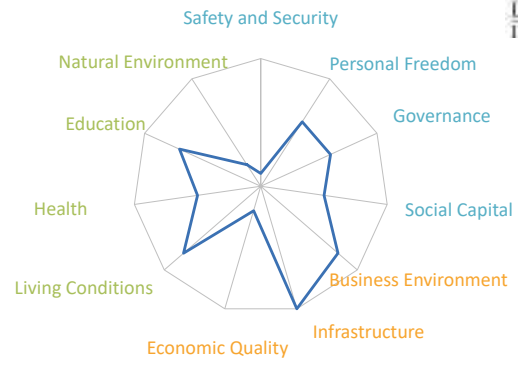 Safety and Security
Natural Environment
Personal Freedom
Education
Governance
Health
Social Capital
Living Conditions
Business Environment
Economic Quality
Infrastructure